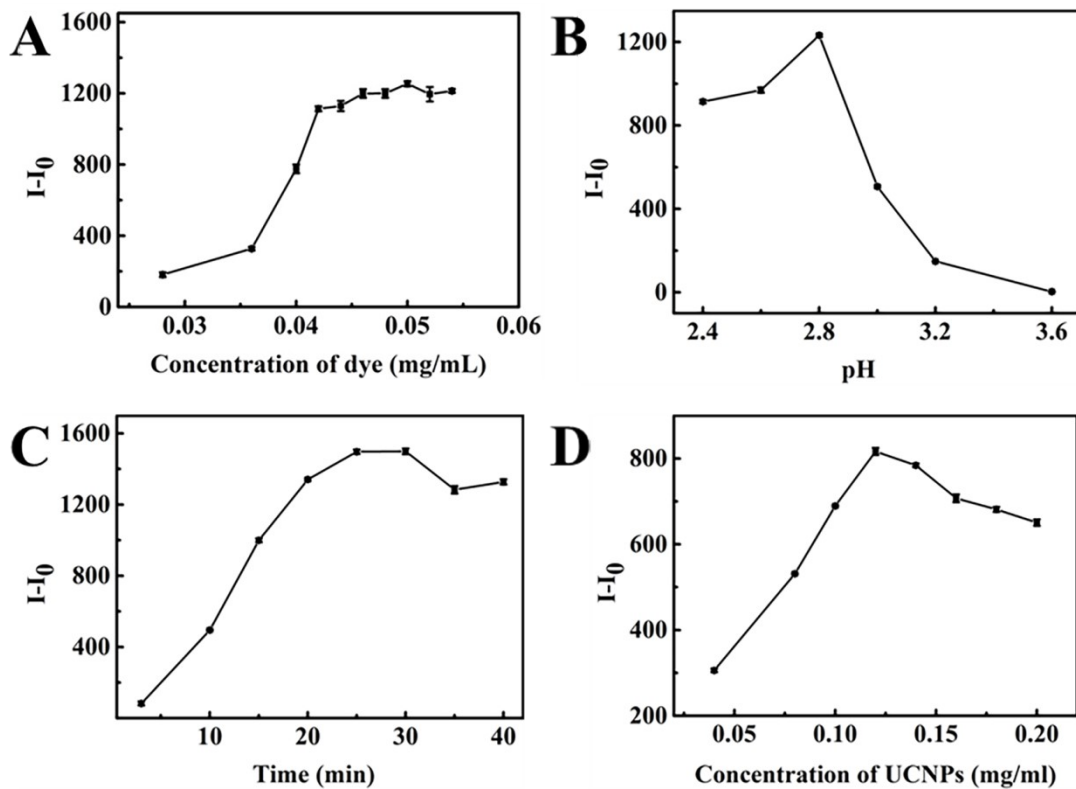 A
I-I0
1600
1200
800
400
0
0.03 0.04 0.05 0.06
Concentration of dye (mg/mL)
B
I-I0
1200
800
400
0
2.4 2.8 3.2 3.6
pH
C
I-I0
1600
1200
800
400
10 20 30 40
Time (min)
D
I-I0
800
600
400
200
0.05 0.10 0.15 0.20
Concentration of UCNPs (mg/ml)